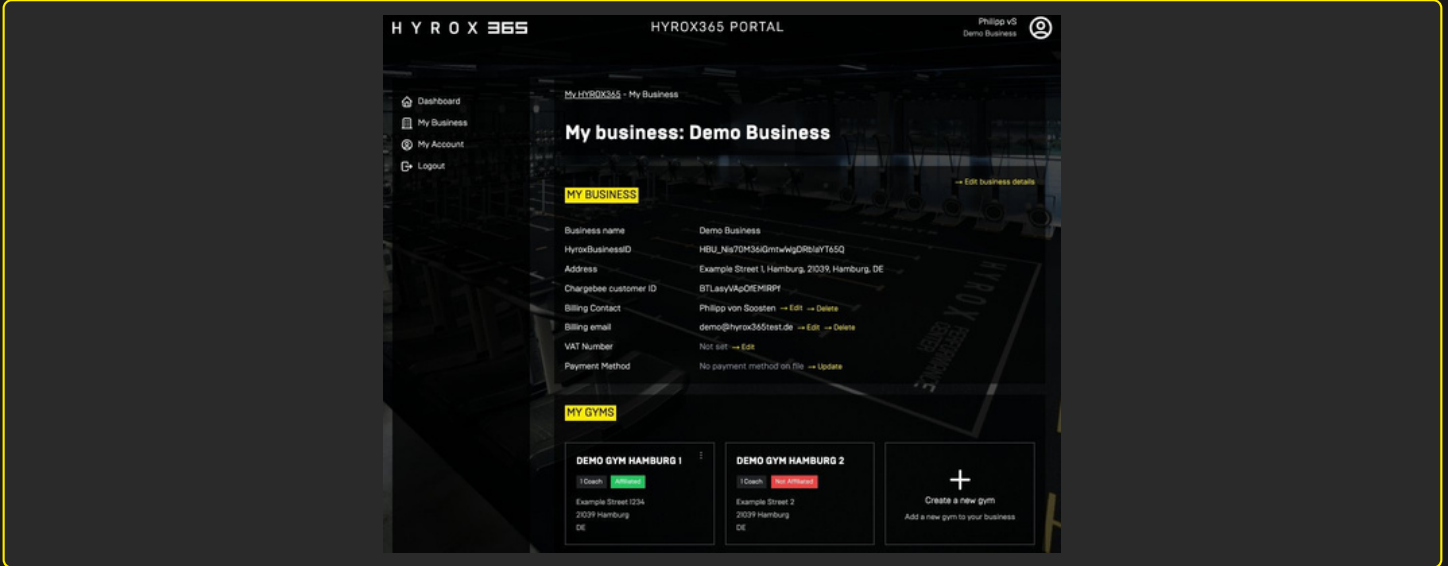 HYROX 365
HYROX365 PORTAL
Philipp vS
Demo Business
Dashboard
My Business
My Account
Logout
My HYROX365 - My Business
My business: Demo Business
→ Edit business details
MY BUSINESS
Business name Demo Business
HyroxBusinessID HBU_Nis70M36iGmtwWgDRblaYT65Q
Address Example Street 1, Hamburg, 21039, Hamburg, DE
Chargebee customer ID BTLasyVApOfEMlRPf
Billing Contact Philipp von Soosten → Edit → Delete
Billing email demo@hyrox365test.de → Edit → Delete
VAT Number Not set → Edit
Payment Method No payment method on file → Update
MY GYMS
DEMO GYM HAMBURG 1
1 Coach Affiliated
Example Street 1234
21039 Hamburg
DE
DEMO GYM HAMBURG 2
1 Coach Not Affiliated
Example Street 2
21039 Hamburg
DE
Create a new gym
Add a new gym to your business
HYROX
PERFORMANCE
CENTER